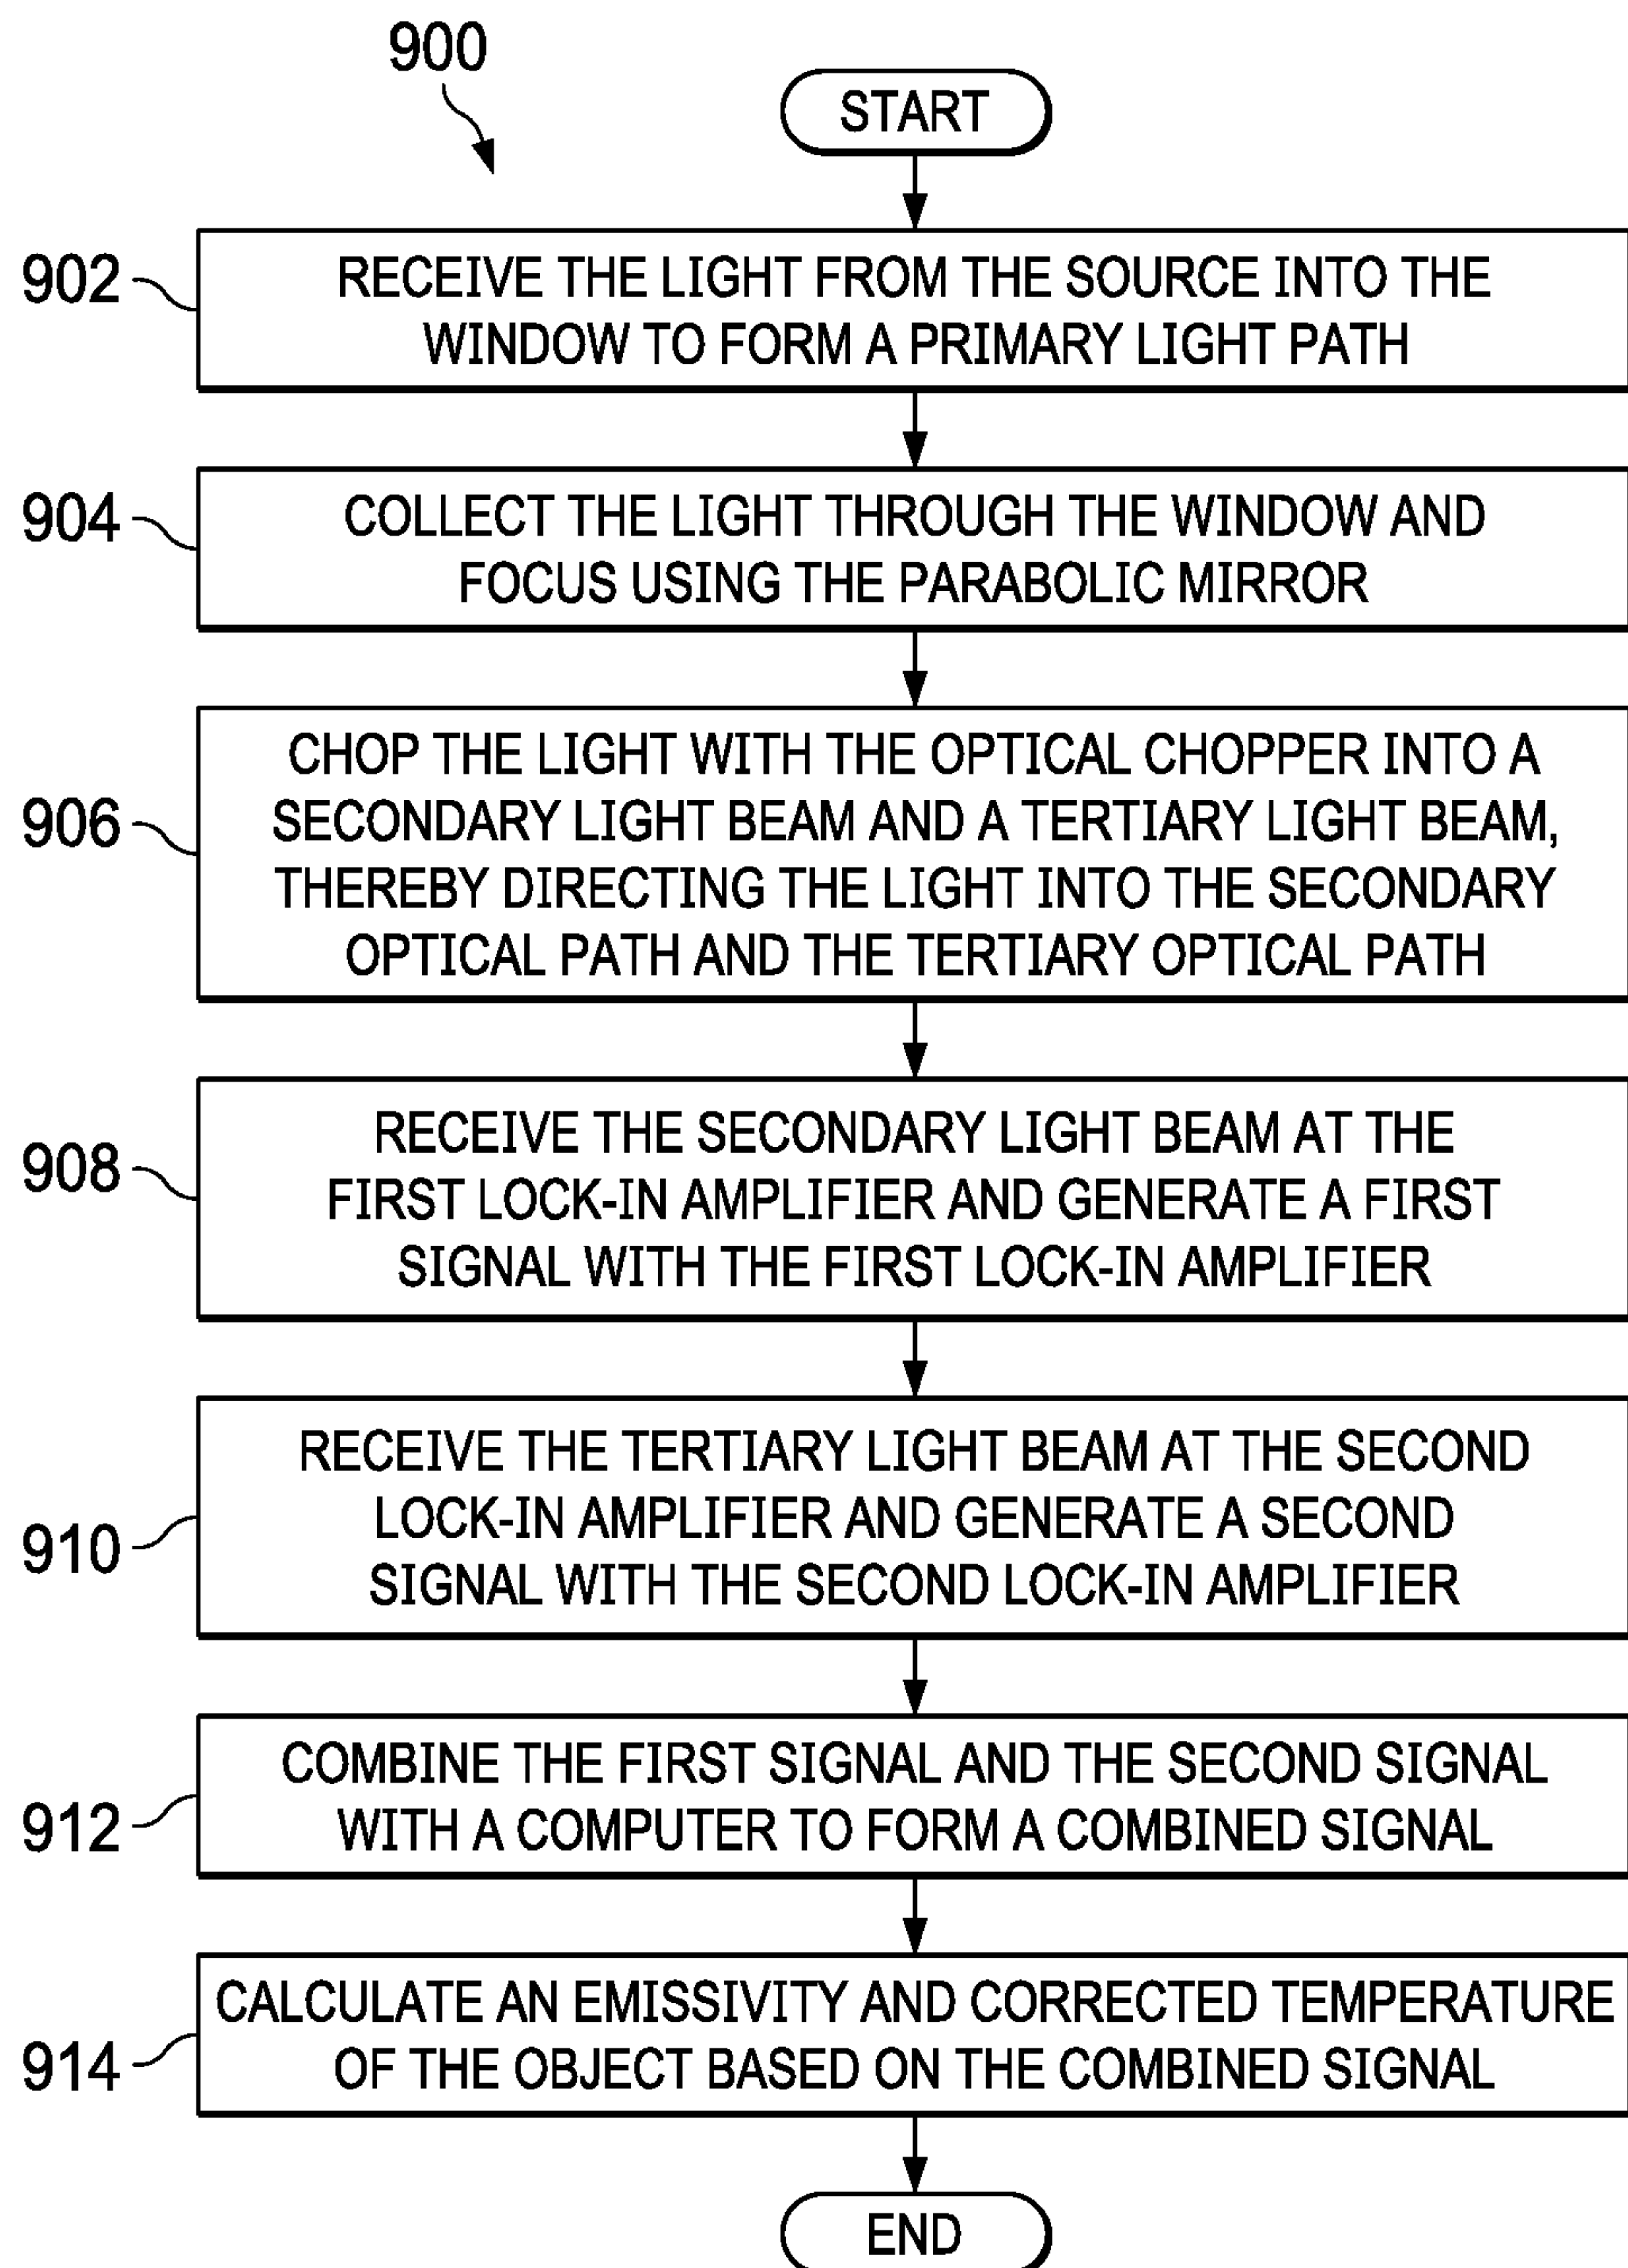 900
START
902
RECEIVE THE LIGHT FROM THE SOURCE INTO THE
WINDOW TO FORM A PRIMARY LIGHT PATH
904
COLLECT THE LIGHT THROUGH THE WINDOW AND
FOCUS USING THE PARABOLIC MIRROR
906
CHOP THE LIGHT WITH THE OPTICAL CHOPPER INTO A
SECONDARY LIGHT BEAM AND A TERTIARY LIGHT BEAM,
THEREBY DIRECTING THE LIGHT INTO THE SECONDARY
OPTICAL PATH AND THE TERTIARY OPTICAL PATH
908
RECEIVE THE SECONDARY LIGHT BEAM AT THE
FIRST LOCK-IN AMPLIFIER AND GENERATE A FIRST
SIGNAL WITH THE FIRST LOCK-IN AMPLIFIER
910
RECEIVE THE TERTIARY LIGHT BEAM AT THE SECOND
LOCK-IN AMPLIFIER AND GENERATE A SECOND
SIGNAL WITH THE SECOND LOCK-IN AMPLIFIER
912
COMBINE THE FIRST SIGNAL AND THE SECOND SIGNAL
WITH A COMPUTER TO FORM A COMBINED SIGNAL
914
CALCULATE AN EMISSIVITY AND CORRECTED TEMPERATURE
OF THE OBJECT BASED ON THE COMBINED SIGNAL
END